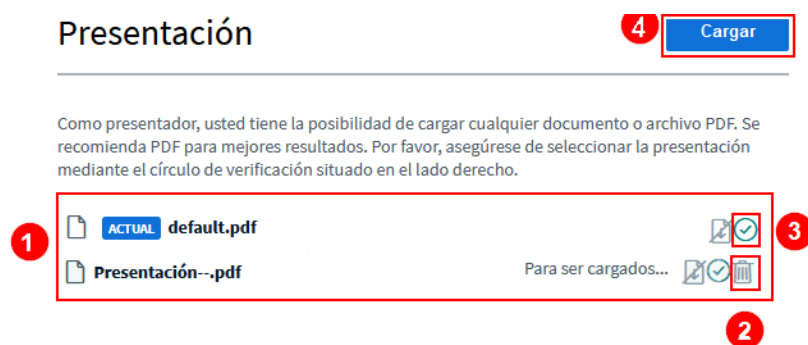 Presentación
4
Cargar
Como presentador, usted tiene la posibilidad de cargar cualquier documento o archivo PDF. Se
recomienda PDF para mejores resultados. Por favor, asegúrese de seleccionar la presentación
mediante el círculo de verificación situado en el lado derecho.
1
ACTUAL default.pdf
3
Presentación--.pdf Para ser cargados...
2